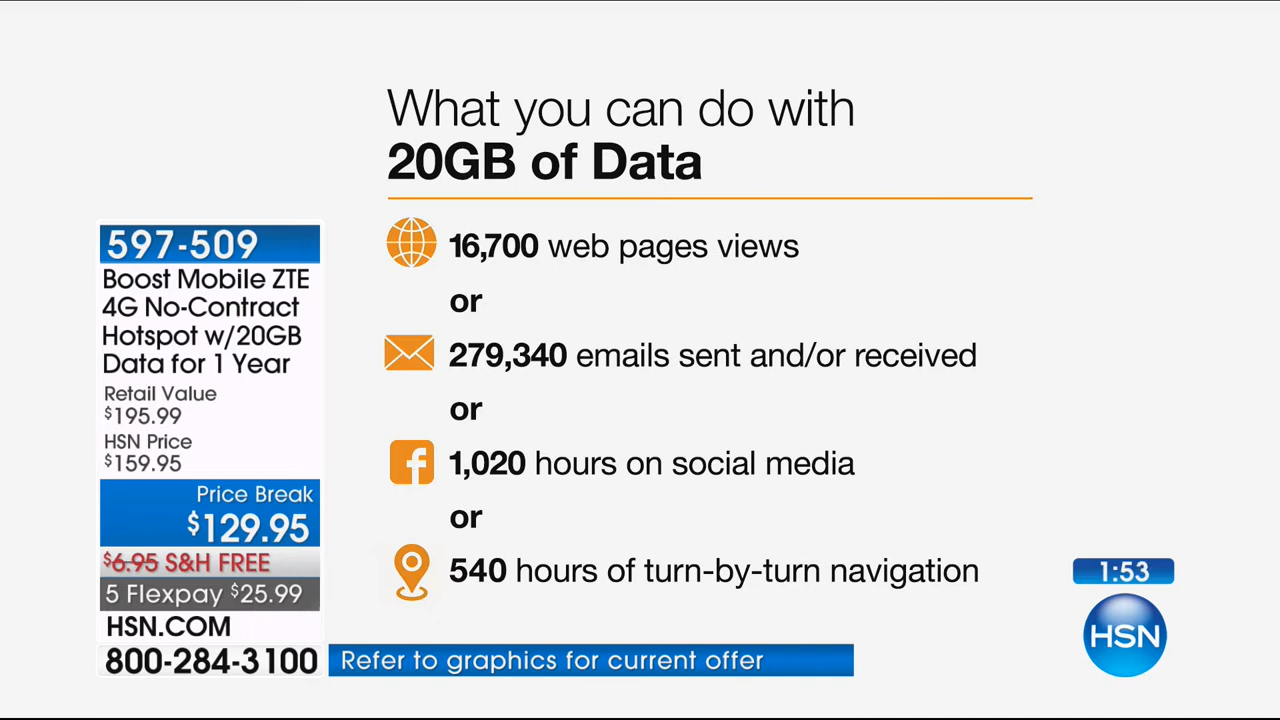 What you can do with
20GB of Data
16,700 web pages views
or
279,340 emails sent and/or received
or
1,020 hours on social media
or
540 hours of turn-by-turn navigation
597-509
Boost Mobile ZTE
4G No-Contract
Hotspot w/20GB
Data for 1 Year
Retail Value
$195.99
HSN Price
$159.95
Price Break
$129.95
$6.95 S&H FREE
5 Flexpay $25.99
HSN.COM
800-284-3100
Refer to graphics for current offer
1:53
HSN